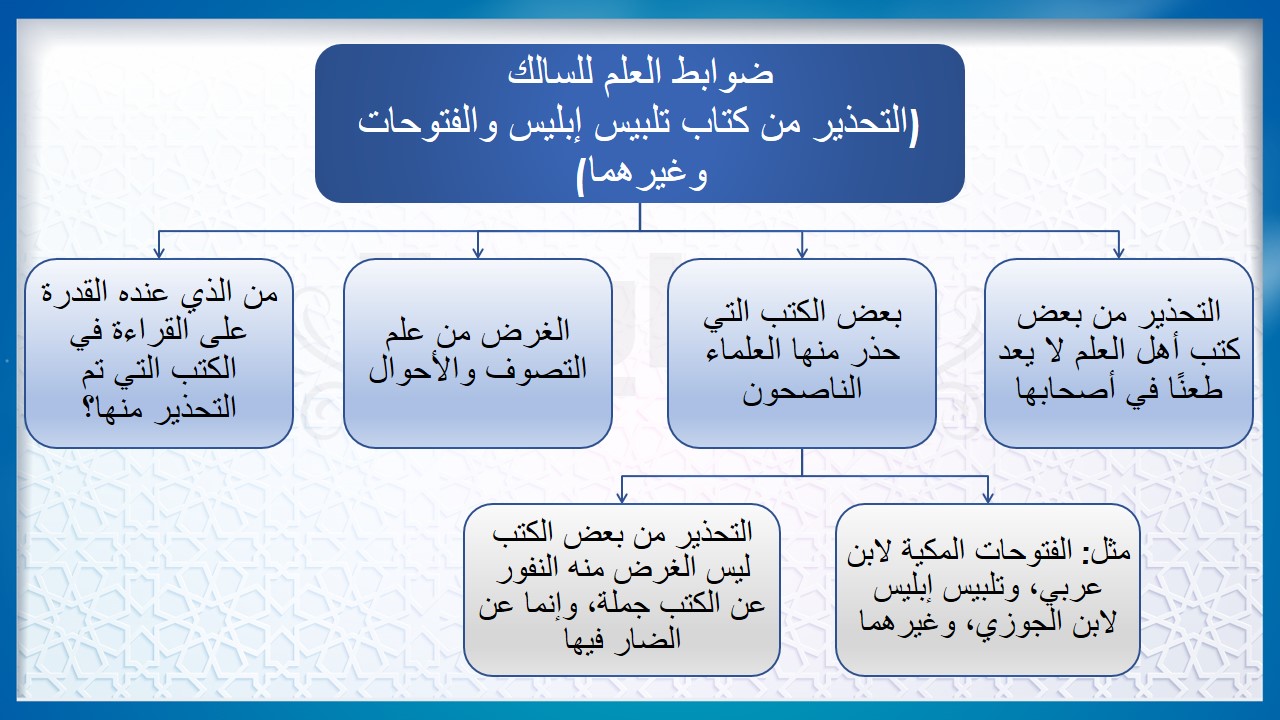 ضوابط العلم للسالك
(التحذير من كتاب تلبيس إبليس والفتوحات
وغيرهما)
التحذير من بعض
كتب أهل العلم لا يعد
طعنًا في أصحابها
بعض الكتب التي
حذر منها العلماء
الناصحون
الغرض من علم
التصوف والأحوال
من الذي عنده القدرة
على القراءة في
الكتب التي تم
التحذير منها؟
مثل: الفتوحات المكية لابن
عربي، وتلبيس إبليس
لابن الجوزي، وغيرهما
التحذير من بعض الكتب
ليس الغرض منه النفور
عن الكتب جملة، وإنما عن
الضار فيها